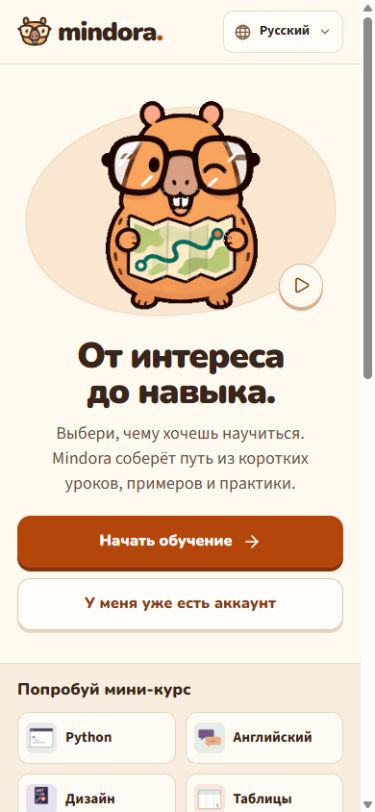 mindora.
Русский
От интереса
до навыка.
Выбери, чему хочешь научиться.
Mindora соберёт путь из коротких
уроков, примеров и практики.
Начать обучение →
У меня уже есть аккаунт
Попробуй мини-курс
Python
Английский
Дизайн
Таблицы